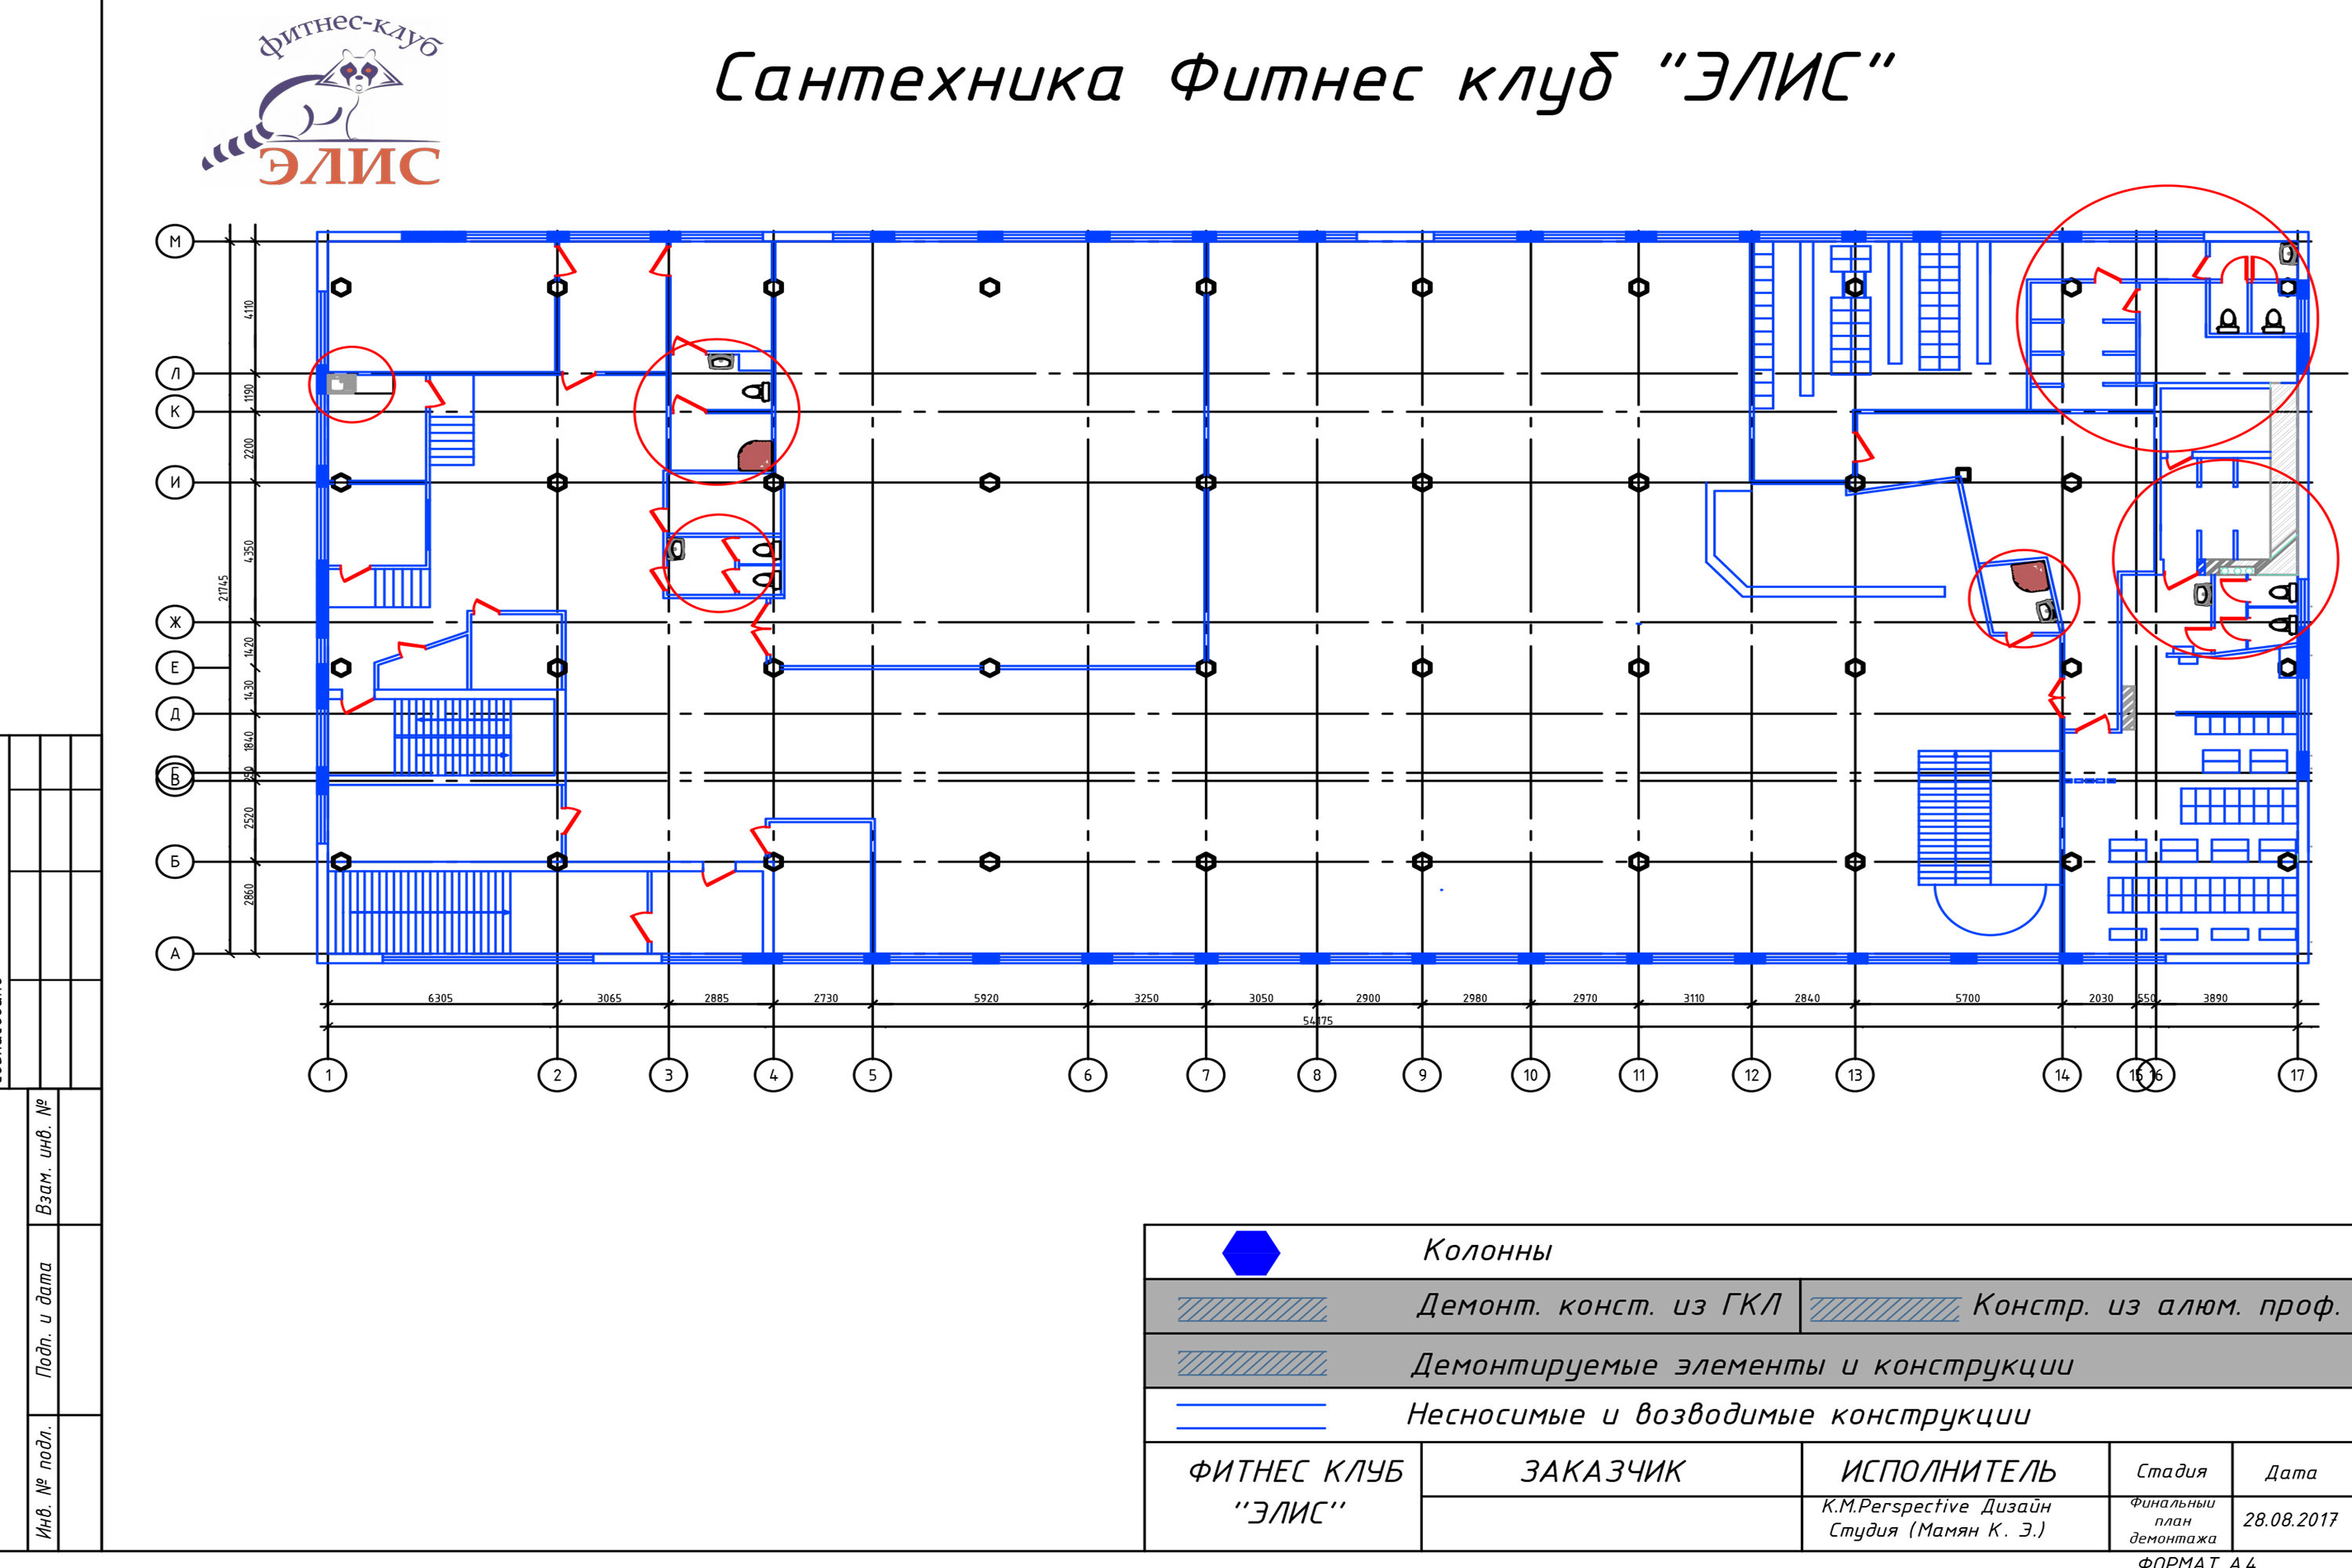 фитнес-клуб
ЭЛИС
Сантехника Фитнес клуб "ЭЛИС"
М
Л
К
И
Ж
Е
Д
Г
В
Б
А
4110
1190
2200
4350
1420
1430
1840
250
2520
2860
21745
6305
3065
2885
2730
5920
3250
3050
2900
2980
2970
3110
2840
5700
2030
550
3890
54175
1
2
3
4
5
6
7
8
9
10
11
12
13
14
15
16
17
Взам. инв. №
Подп. и дата
Инв. № подл.
Колонны
Демонт. конст. из ГКЛ
Констр. из алюм. проф.
Демонтируемые элементы и конструкции
Несносимые и возводимые конструкции
ФИТНЕС КЛУБ
''ЭЛИС''
ЗАКАЗЧИК
ИСПОЛНИТЕЛЬ
Стадия
Дата
K.M.Perspective Дизайн
Студия (Мамян К. Э.)
Финальный
план
демонтажа
28.08.2017
ФОРМАТ А4